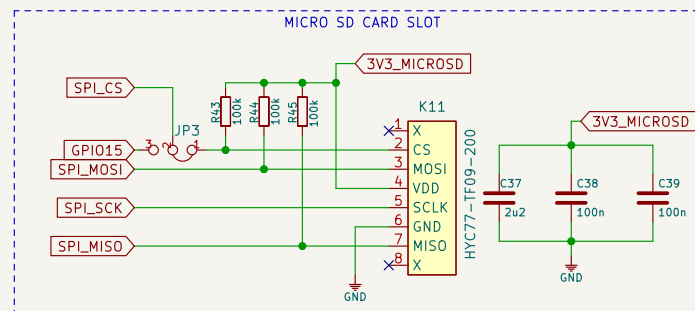 MICRO SD CARD SLOT
3V3_MICROSD
SPI_CS
R43
100k
R44
100k
R45
100k
K11
3V3_MICROSD
JP3
1
X
GPIO15
3
2
1
2
CS
SPI_MOSI
3
MOSI
4
VDD
SPI_SCK
5
SCLK
6
GND
SPI_MISO
7
MISO
8
X
HYC77-TF09-200
C37
2u2
C38
100n
C39
100n
GND
GND